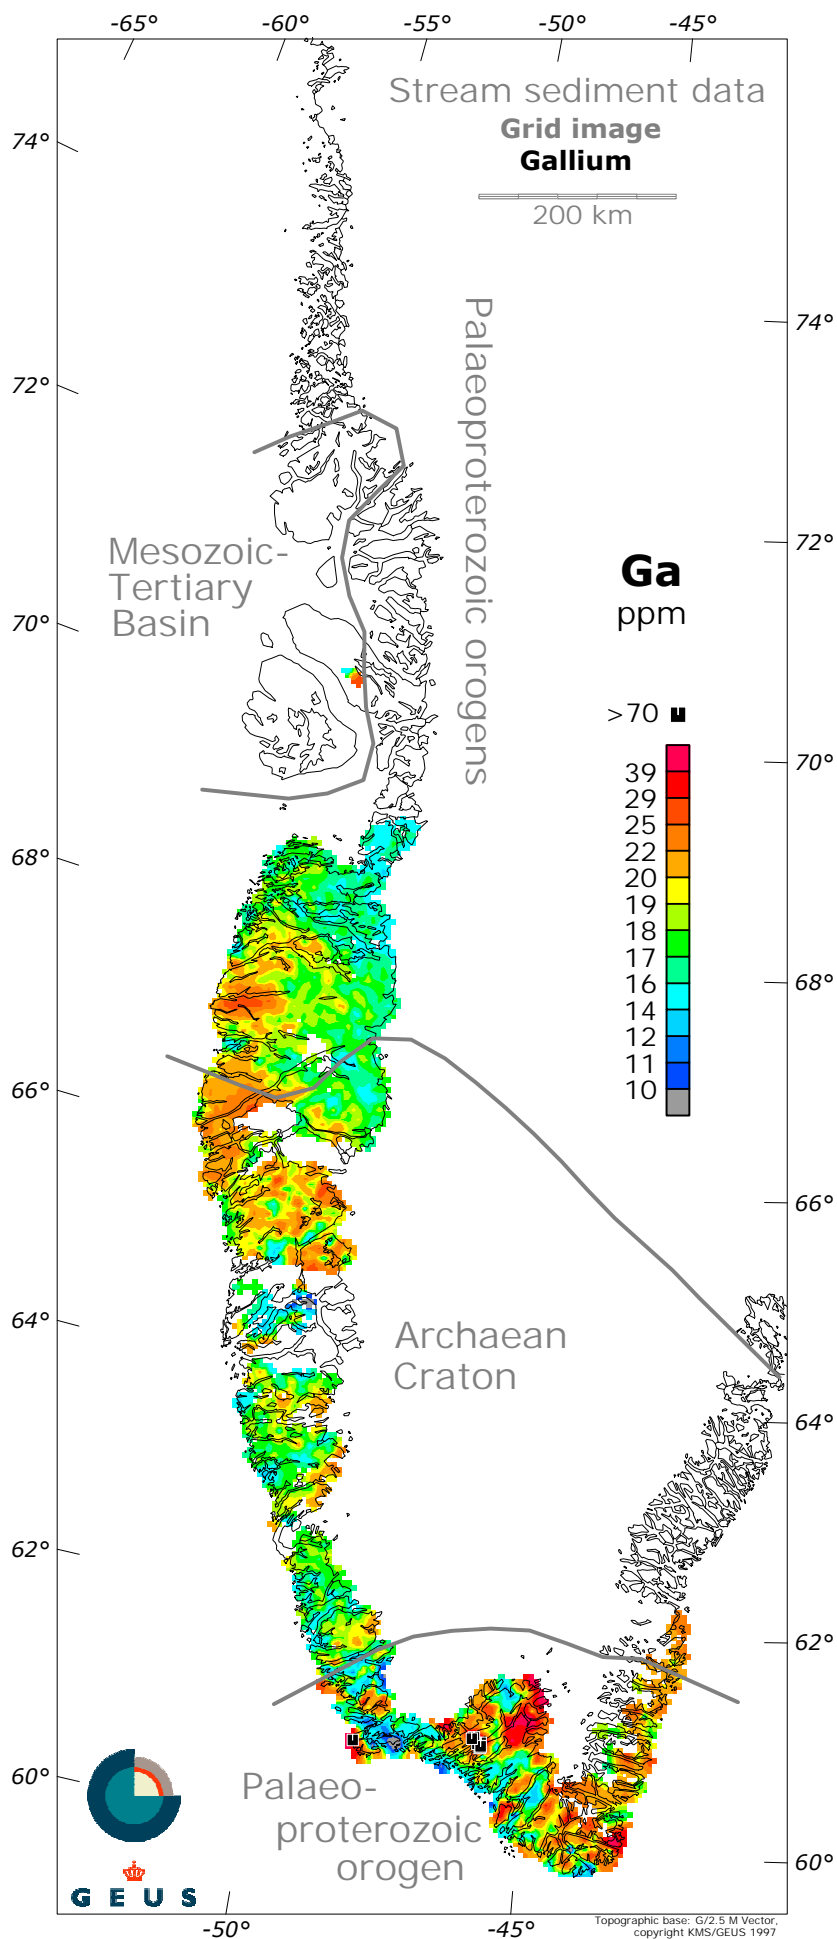 -65° -60° -55° -50° -45°
Stream sediment data
Grid image
Gallium
200 km
74°
74°
72°
Palaeoproterozoic orogens
Mesozoic-
Tertiary
Basin
72°
Ga
ppm
70°
>70
70°
39
29
25
22
20
19
18
17
16
14
12
11
10
68°
68°
66°
66°
64°
Archaean
Craton
64°
62°
62°
60°
Palaeo-
proterozoic
orogen
60°
GEUS
-50° -45°
Topographic base: G/2.5 M Vector,
copyright KMS/GEUS 1997